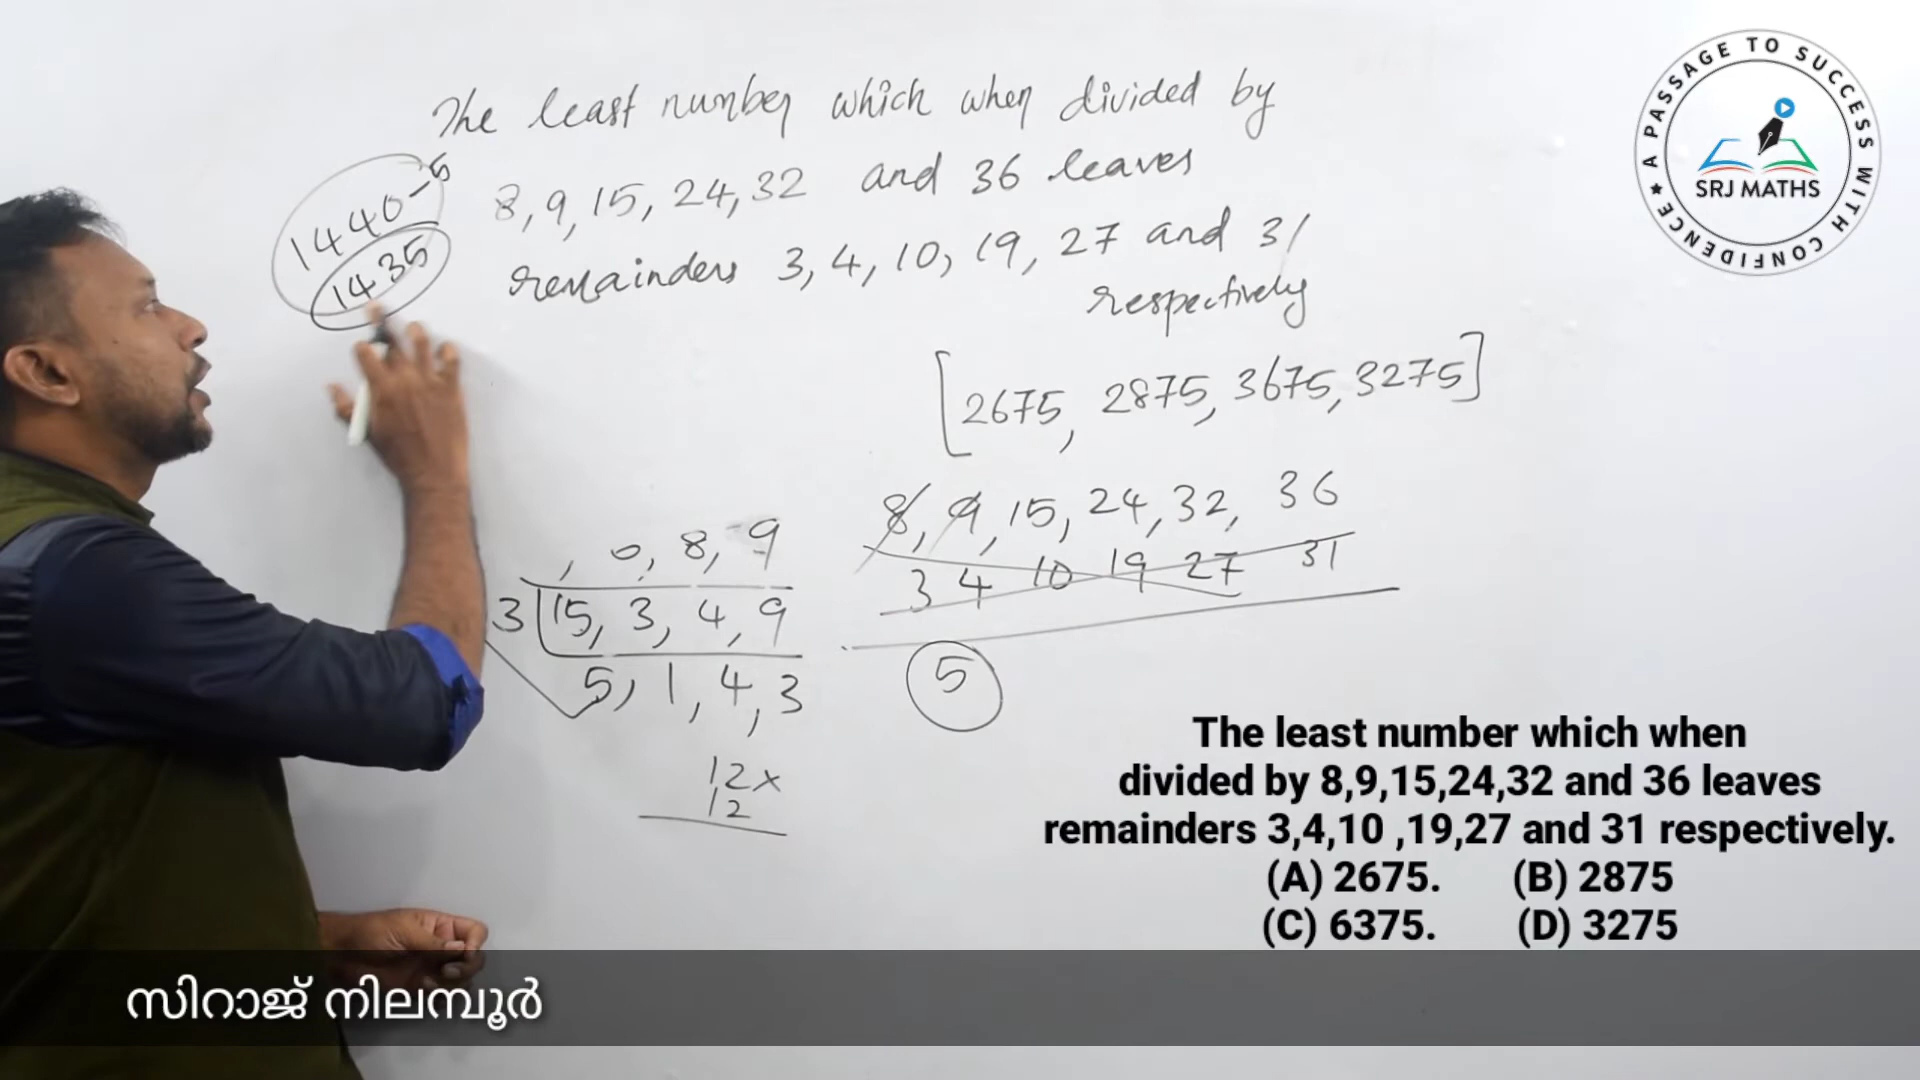 The least number which when divided by
8, 9, 15, 24, 32 and 36 leaves
remainders 3, 4, 10, 19, 27 and 31
respectively
1440-5
1435
[2675, 2875, 3675, 3275]
8, 9, 15, 24, 32, 36
3 4 10 19 27 31
5
, 0, 8, 9
3 15, 3, 4, 9
5, 1, 4, 3
12x
12
A PASSAGE TO SUCCESS WITH CONFIDENCE
SRJ MATHS
The least number which when
divided by 8,9,15,24,32 and 36 leaves
remainders 3,4,10 ,19,27 and 31 respectively.
(A) 2675. (B) 2875
(C) 6375. (D) 3275
സിറാജ് നിലമ്പൂർ